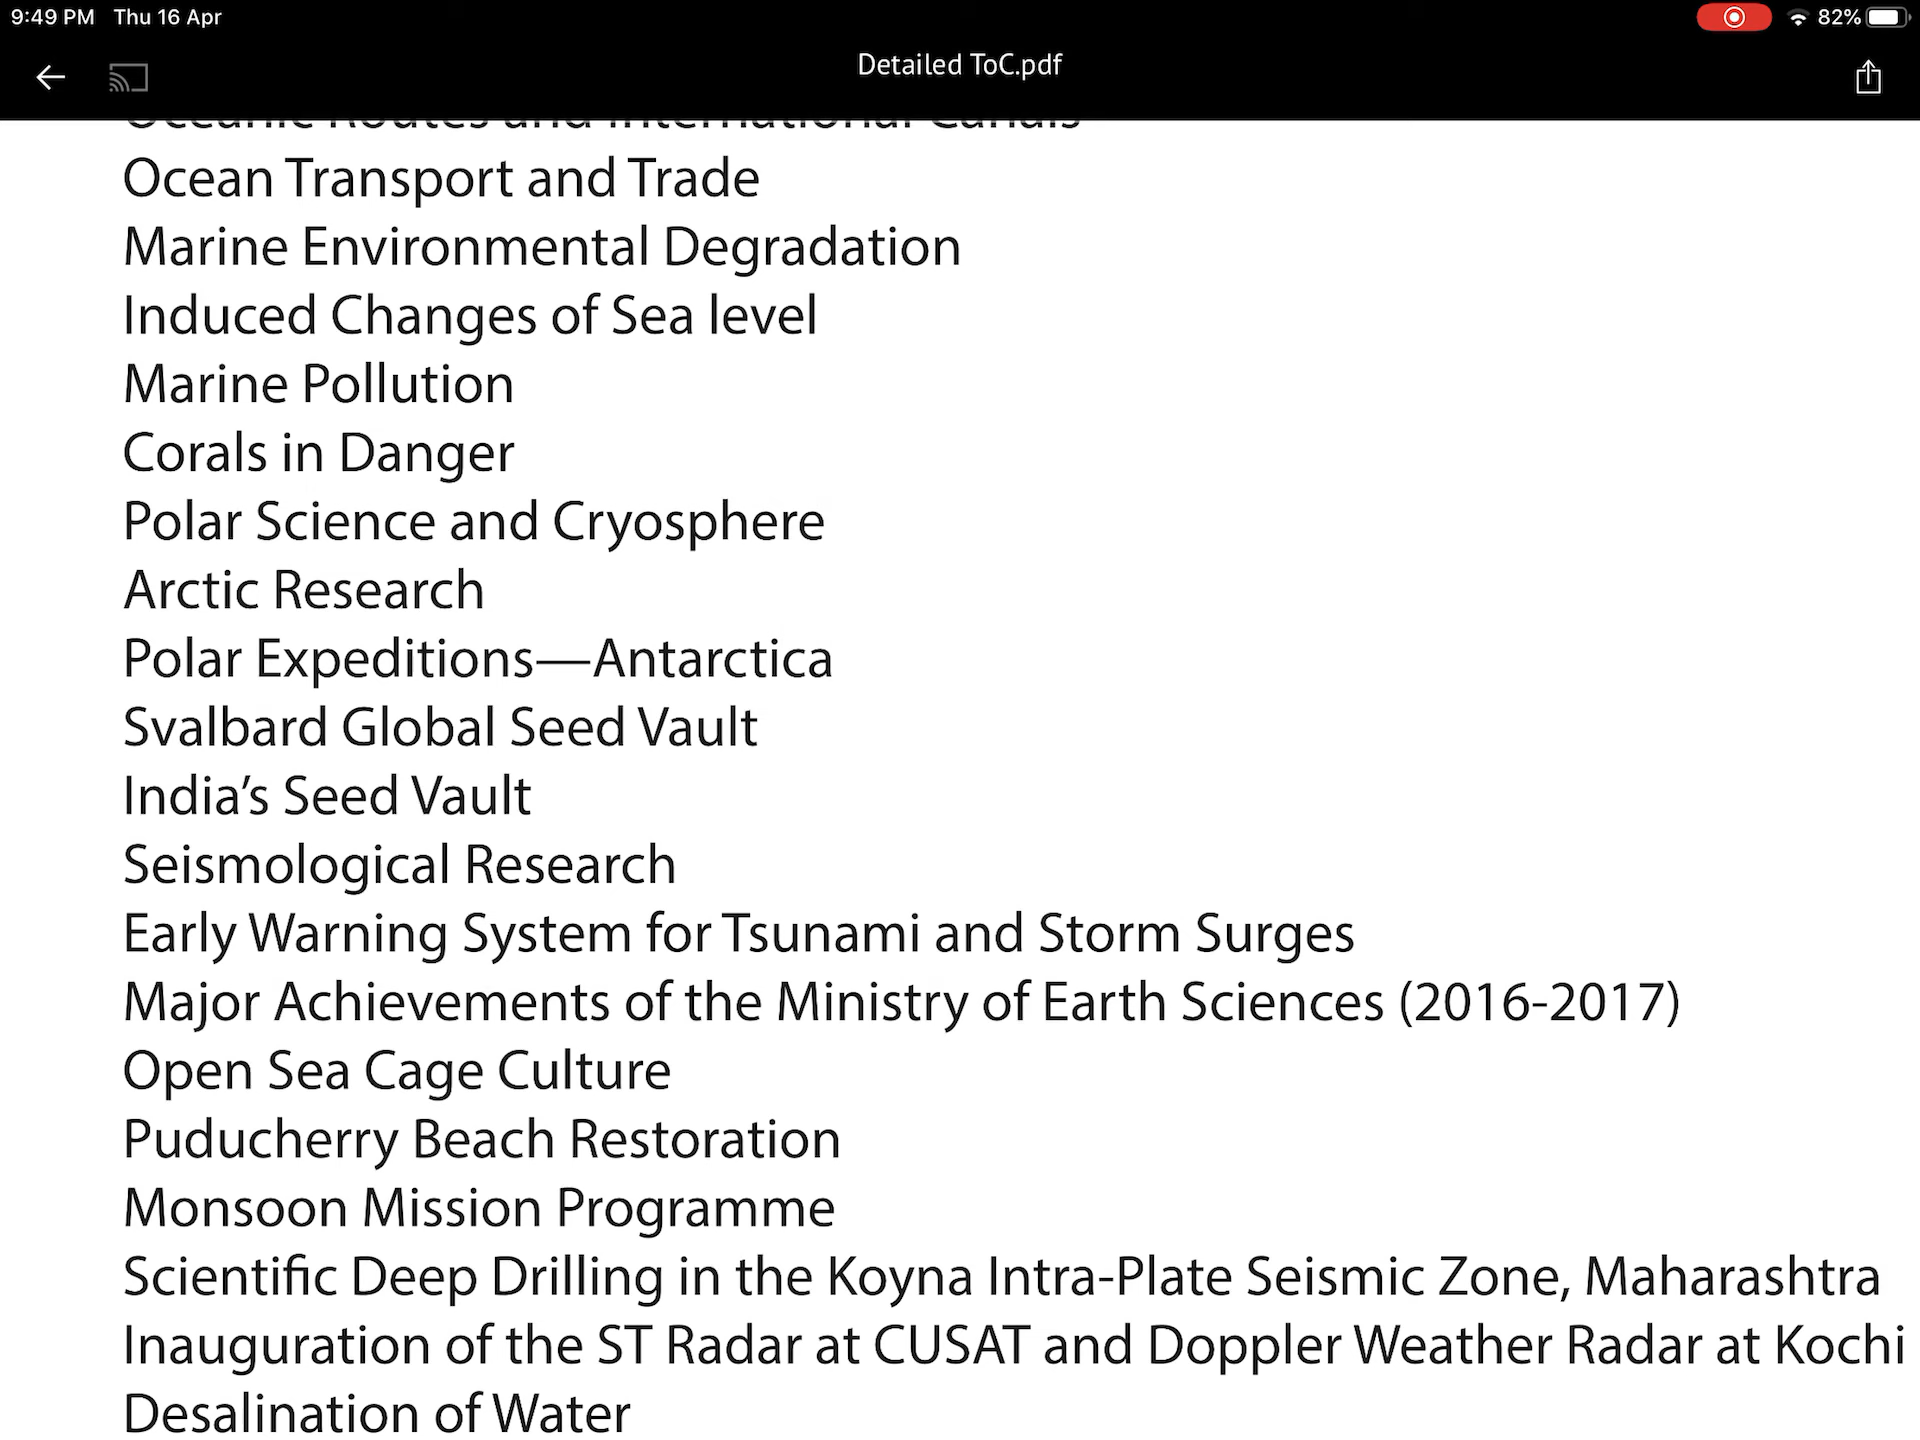 9:49 PM Thu 16 Apr
82%
Detailed ToC.pdf
Oceanic Routes and International Canals
Ocean Transport and Trade
Marine Environmental Degradation
Induced Changes of Sea level
Marine Pollution
Corals in Danger
Polar Science and Cryosphere
Arctic Research
Polar Expeditions—Antarctica
Svalbard Global Seed Vault
India’s Seed Vault
Seismological Research
Early Warning System for Tsunami and Storm Surges
Major Achievements of the Ministry of Earth Sciences (2016-2017)
Open Sea Cage Culture
Puducherry Beach Restoration
Monsoon Mission Programme
Scientific Deep Drilling in the Koyna Intra-Plate Seismic Zone, Maharashtra
Inauguration of the ST Radar at CUSAT and Doppler Weather Radar at Kochi
Desalination of Water